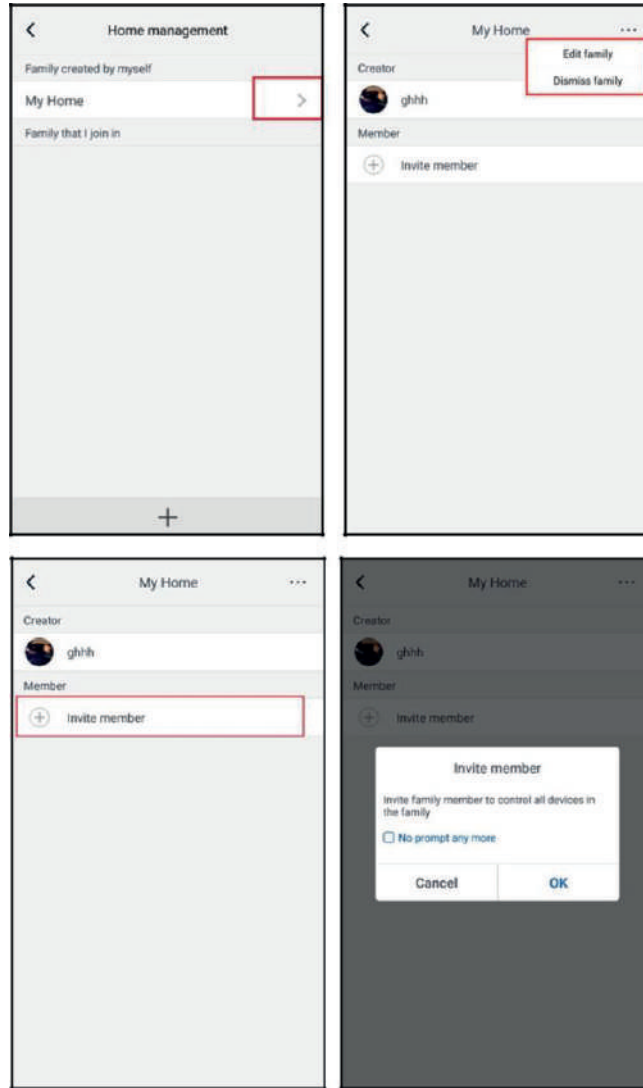 Home management
Family created by myself
My Home
Family that I join in
My Home
Edit family
Dismiss family
Creator
ghhh
Member
Invite member
My Home
Creator
ghhh
Member
Invite member
My Home
Creator
ghhh
Member
Invite member
Invite member
Invite family member to control all devices in
the family
No prompt any more
Cancel OK